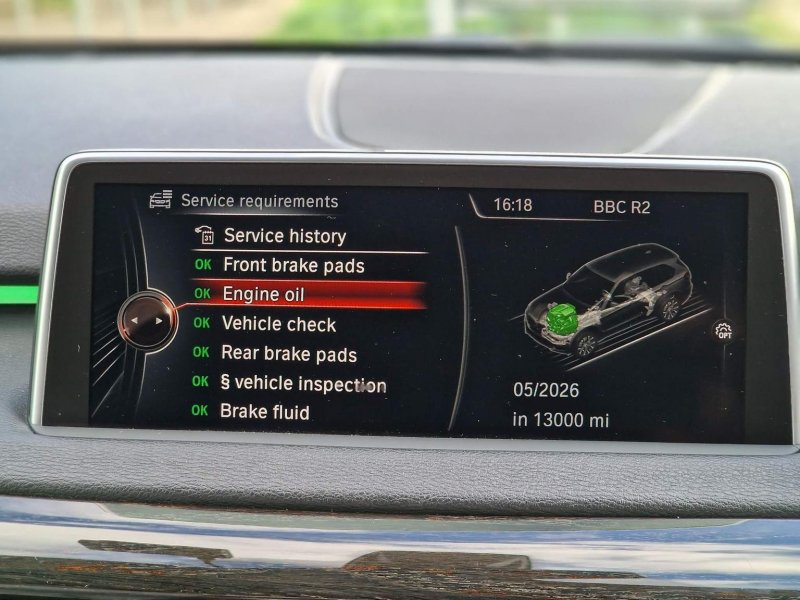 Service requirements
16:18 BBC R2
31 Service history
OK Front brake pads
OK Engine oil
OK Vehicle check
OK Rear brake pads
OK § vehicle inspection
OK Brake fluid
OPT
05/2026
in 13000 mi